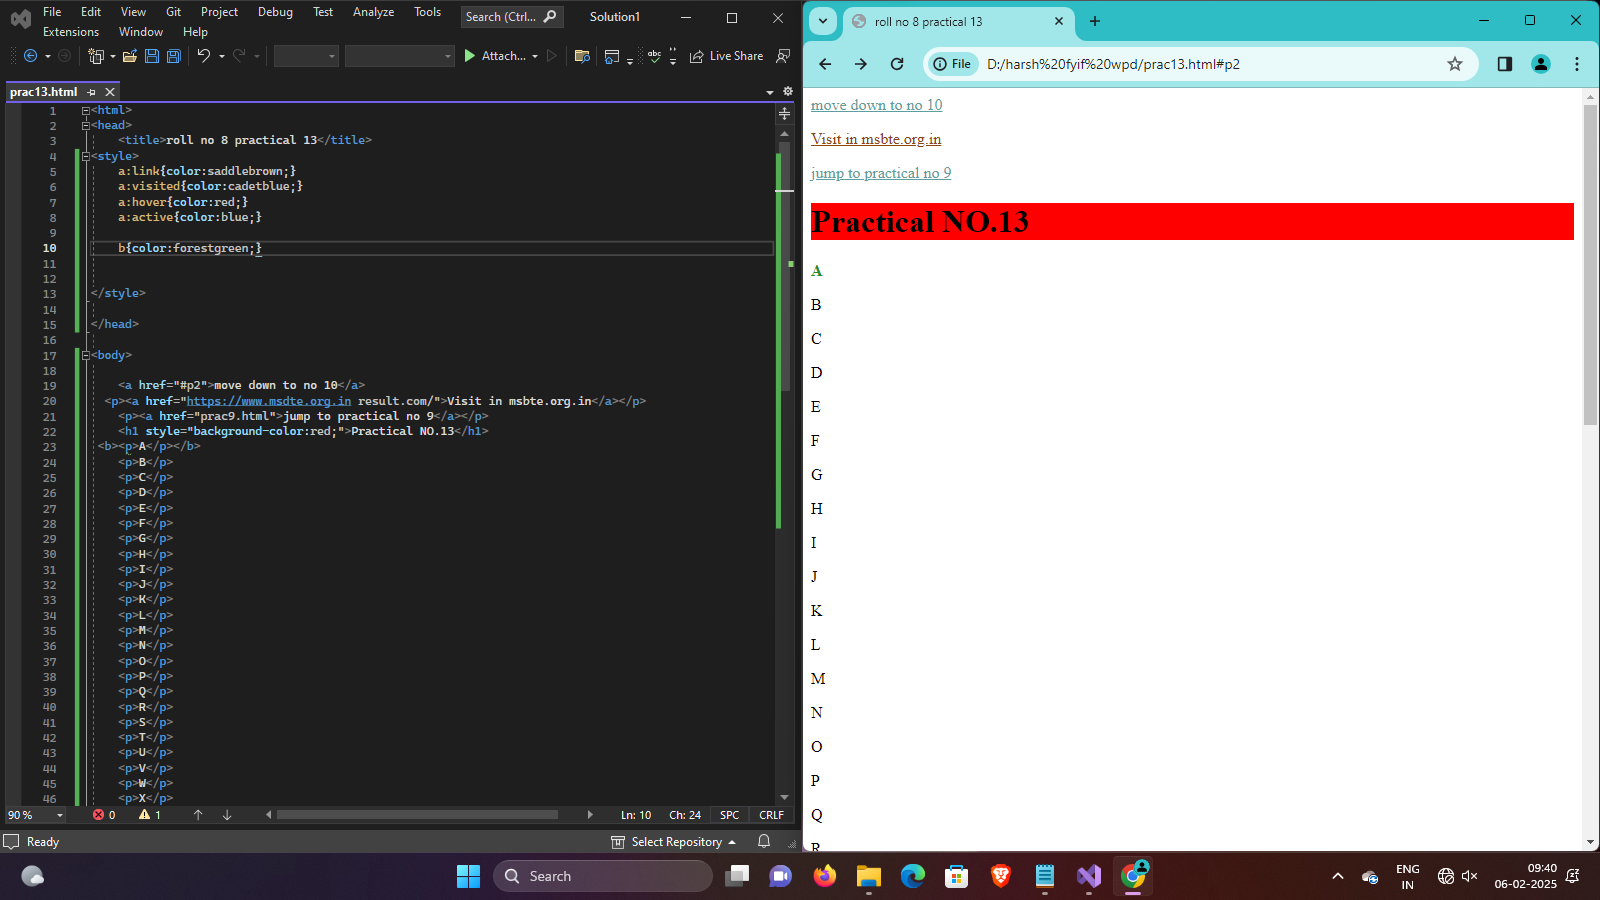 File Edit View Git Project Debug Test Analyze Tools Search (Ctrl... Solution1
Extensions Window Help
Attach... abc Live Share
prac13.html
1 <html>
2 <head>
3 <title>roll no 8 practical 13</title>
4 <style>
5 a:link{color:saddlebrown;}
6 a:visited{color:cadetblue;}
7 a:hover{color:red;}
8 a:active{color:blue;}
9
10 b{color:forestgreen;}
11
12
13 </style>
14
15 </head>
16
17 <body>
18
19 <a href="#p2">move down to no 10</a>
20 <p><a href="https://www.msdte.org.in result.com/">Visit in msbte.org.in</a></p>
21 <p><a href="prac9.html">jump to practical no 9</a></p>
22 <h1 style="background-color:red;">Practical NO.13</h1>
23 <b><p>A</p></b>
24 <p>B</p>
25 <p>C</p>
26 <p>D</p>
27 <p>E</p>
28 <p>F</p>
29 <p>G</p>
30 <p>H</p>
31 <p>I</p>
32 <p>J</p>
33 <p>K</p>
34 <p>L</p>
35 <p>M</p>
36 <p>N</p>
37 <p>O</p>
38 <p>P</p>
39 <p>Q</p>
40 <p>R</p>
41 <p>S</p>
42 <p>T</p>
43 <p>U</p>
44 <p>V</p>
45 <p>W</p>
46 <p>X</p>
90 % 0 1 Ln: 10 Ch: 24 SPC CRLF
Ready Select Repository
roll no 8 practical 13
File D:/harsh%20fyif%20wpd/prac13.html#p2
move down to no 10
Visit in msbte.org.in
jump to practical no 9
Practical NO.13
A
B
C
D
E
F
G
H
I
J
K
L
M
N
O
P
Q
R
Search
ENG
IN
09:40
06-02-2025